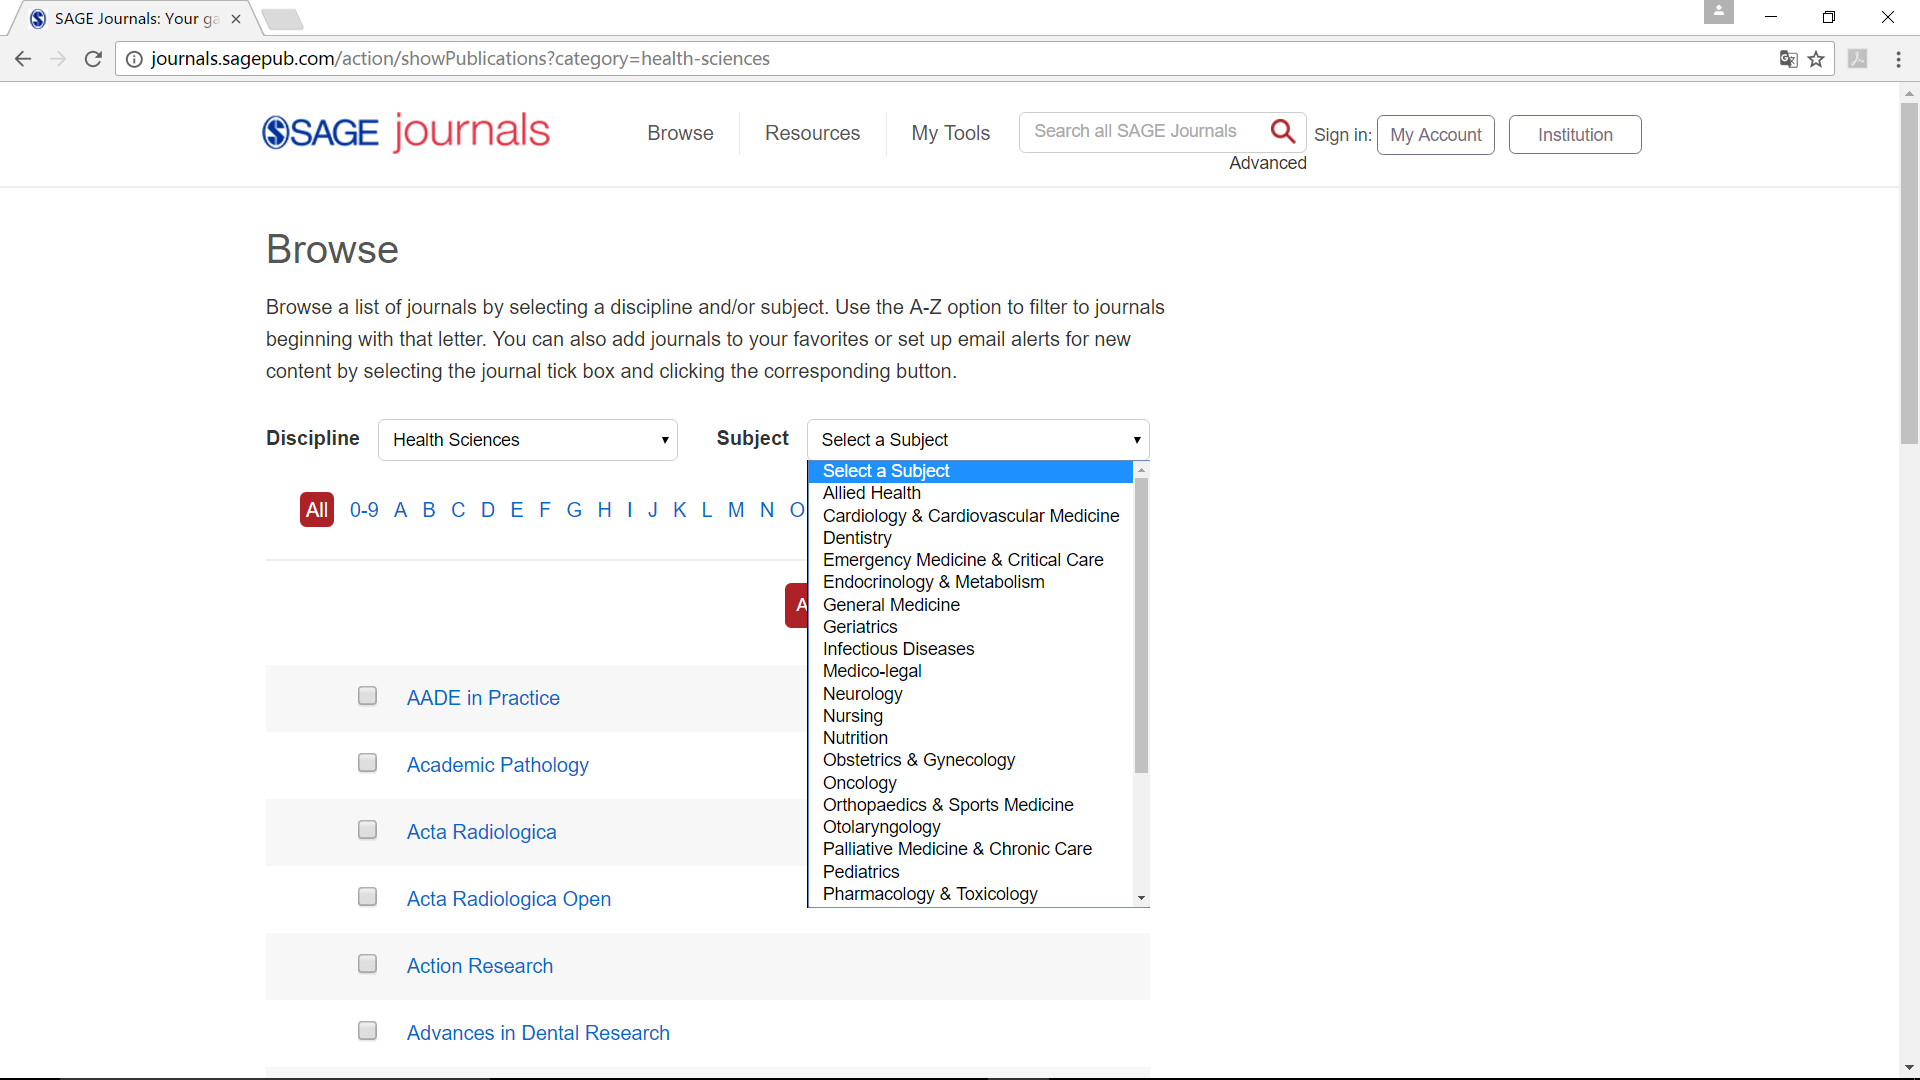 SAGE Journals: Your ga
journals.sagepub.com/action/showPublications?category=health-sciences
SAGE journals
Browse
Resources
My Tools
Search all SAGE Journals
Sign in:
My Account
Institution
Advanced
Browse
Browse a list of journals by selecting a discipline and/or subject. Use the A-Z option to filter to journals
beginning with that letter. You can also add journals to your favorites or set up email alerts for new
content by selecting the journal tick box and clicking the corresponding button.
Discipline
Health Sciences
Subject
Select a Subject
Select a Subject
Allied Health
Cardiology & Cardiovascular Medicine
Dentistry
Emergency Medicine & Critical Care
Endocrinology & Metabolism
General Medicine
Geriatrics
Infectious Diseases
Medico-legal
Neurology
Nursing
Nutrition
Obstetrics & Gynecology
Oncology
Orthopaedics & Sports Medicine
Otolaryngology
Palliative Medicine & Chronic Care
Pediatrics
Pharmacology & Toxicology
All 0-9 A B C D E F G H I J K L M N O
A
AADE in Practice
Academic Pathology
Acta Radiologica
Acta Radiologica Open
Action Research
Advances in Dental Research